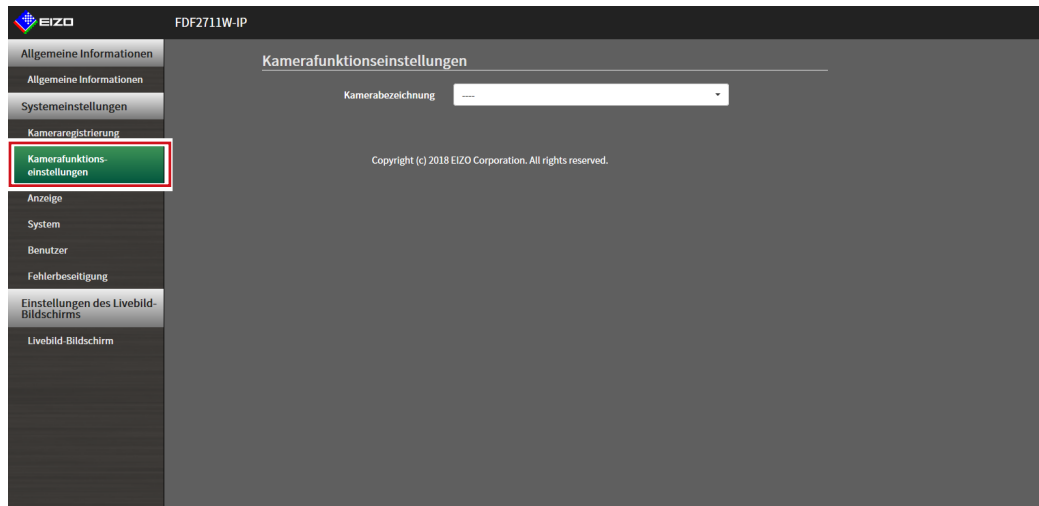 EIZO
FDF2711W-IP
Allgemeine Informationen
Allgemeine Informationen
Systemeinstellungen
Kameraregistrierung
Kamerafunktions-
einstellungen
Anzeige
System
Benutzer
Fehlerbeseitigung
Einstellungen des Livebild-
Bildschirms
Livebild-Bildschirm
Kamerafunktionseinstellungen
Kamerabezeichnung ----
Copyright (c) 2018 EIZO Corporation. All rights reserved.